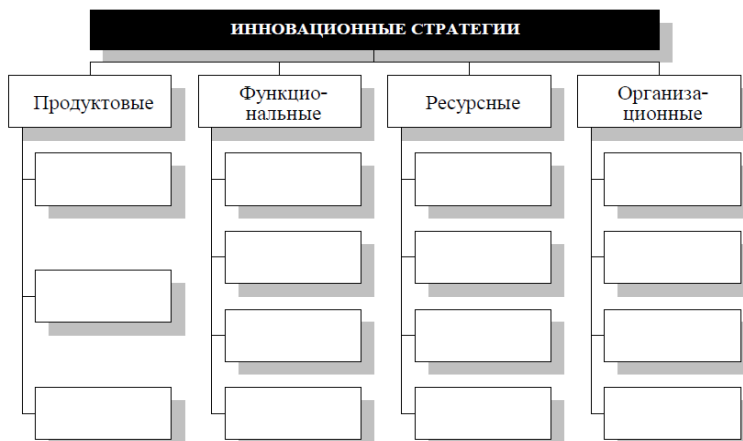 ИННОВАЦИОННЫЕ СТРАТЕГИИ
Продуктовые
Функцио-
нальные
Ресурсные
Организа-
ционные